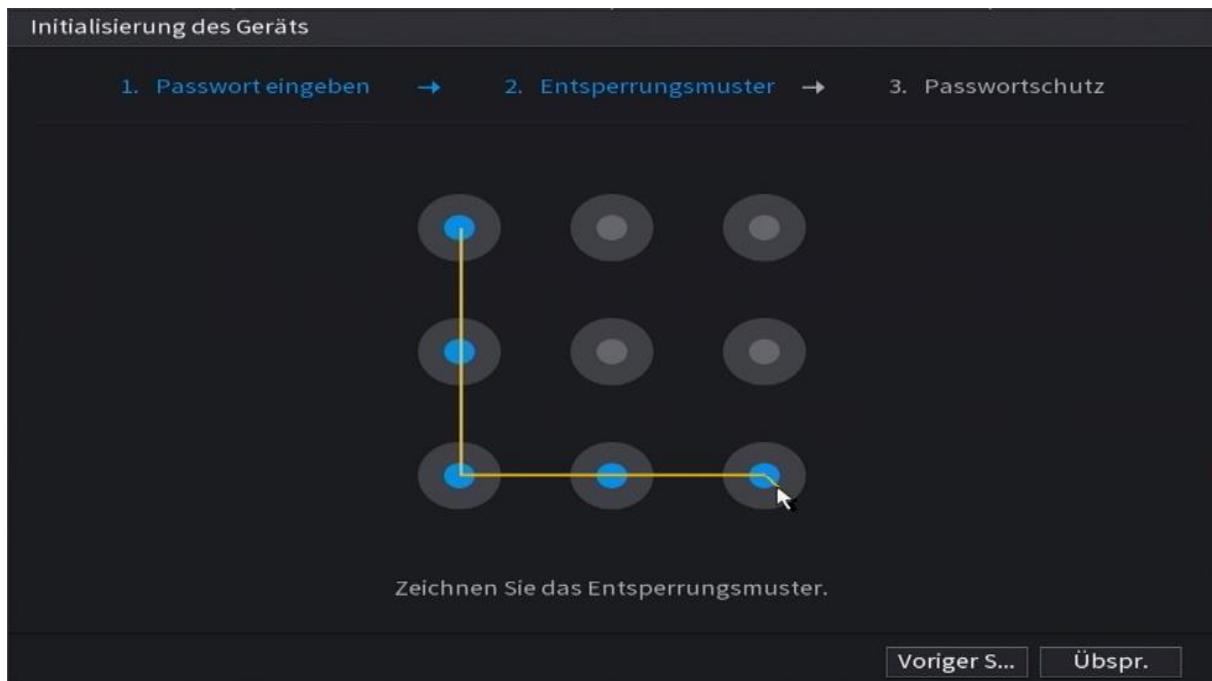 Initialisierung des Geräts
1. Passwort eingeben → 2. Entsperrungsmuster → 3. Passwortschutz
Zeichnen Sie das Entsperrungsmuster.
Voriger S... Übspr.